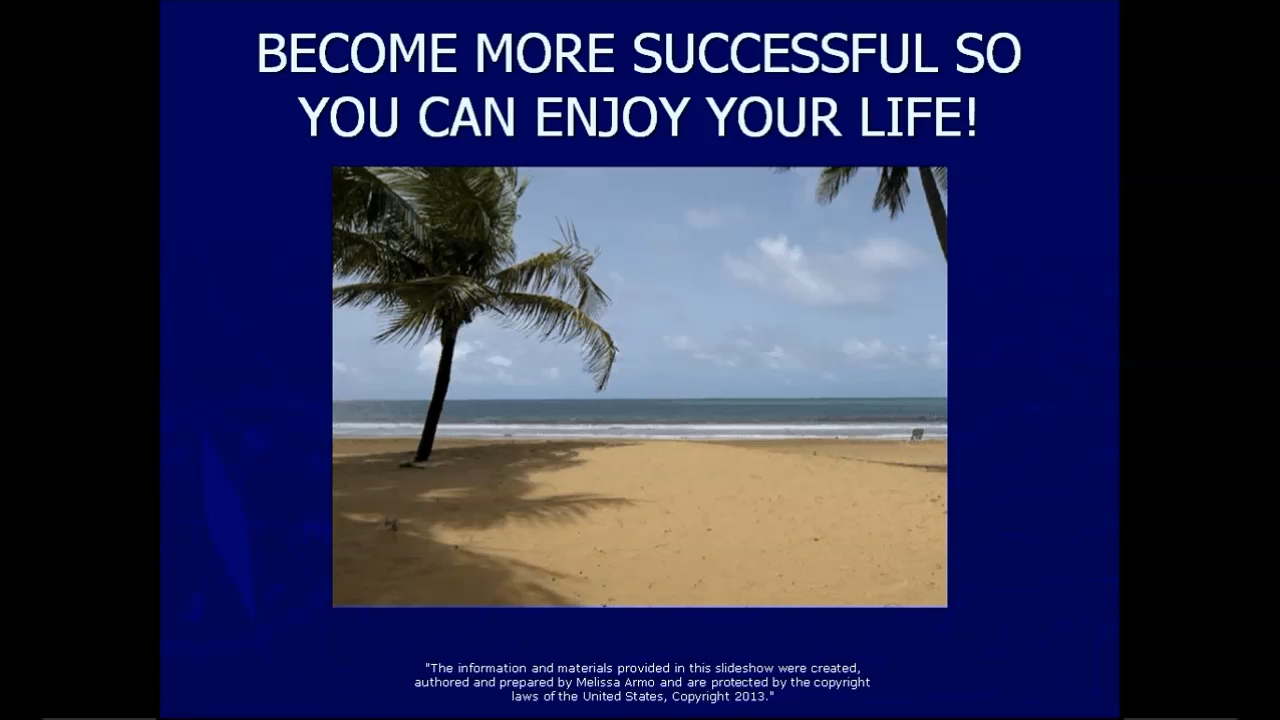 BECOME MORE SUCCESSFUL SO
YOU CAN ENJOY YOUR LIFE!
"The information and materials provided in this slideshow were created,
authored and prepared by Melissa Armo and are protected by the copyright
laws of the United States, Copyright 2013."